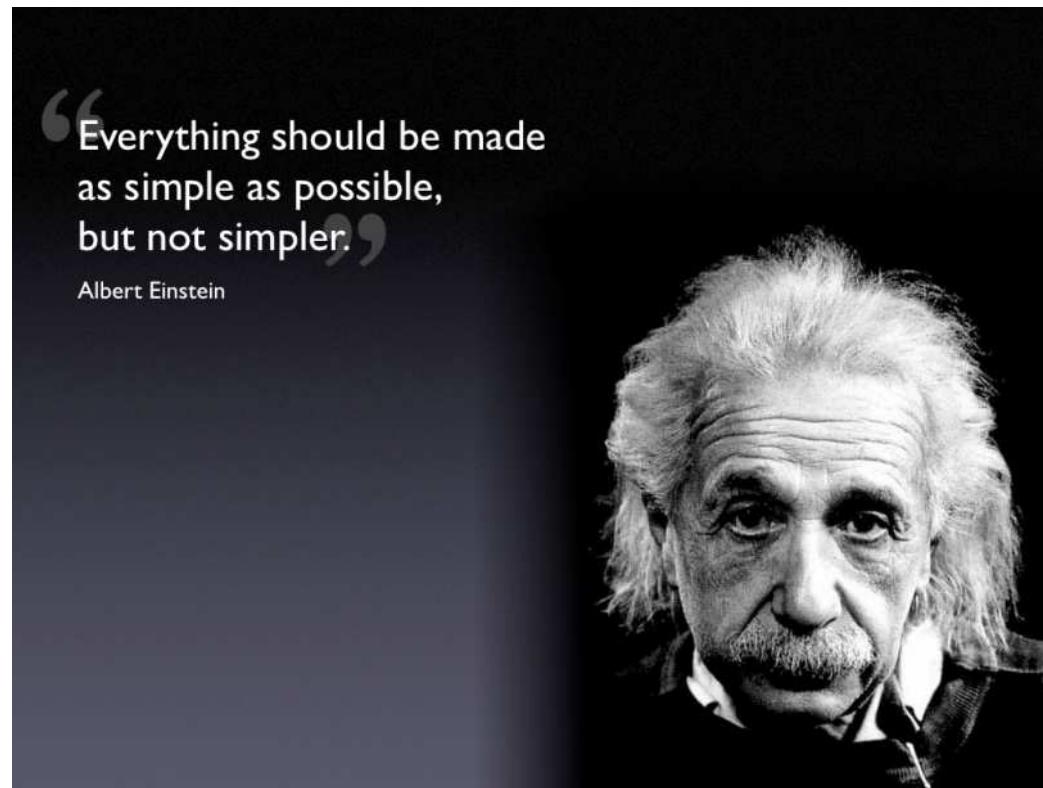 “Everything should be made
as simple as possible,
but not simpler.”
Albert Einstein